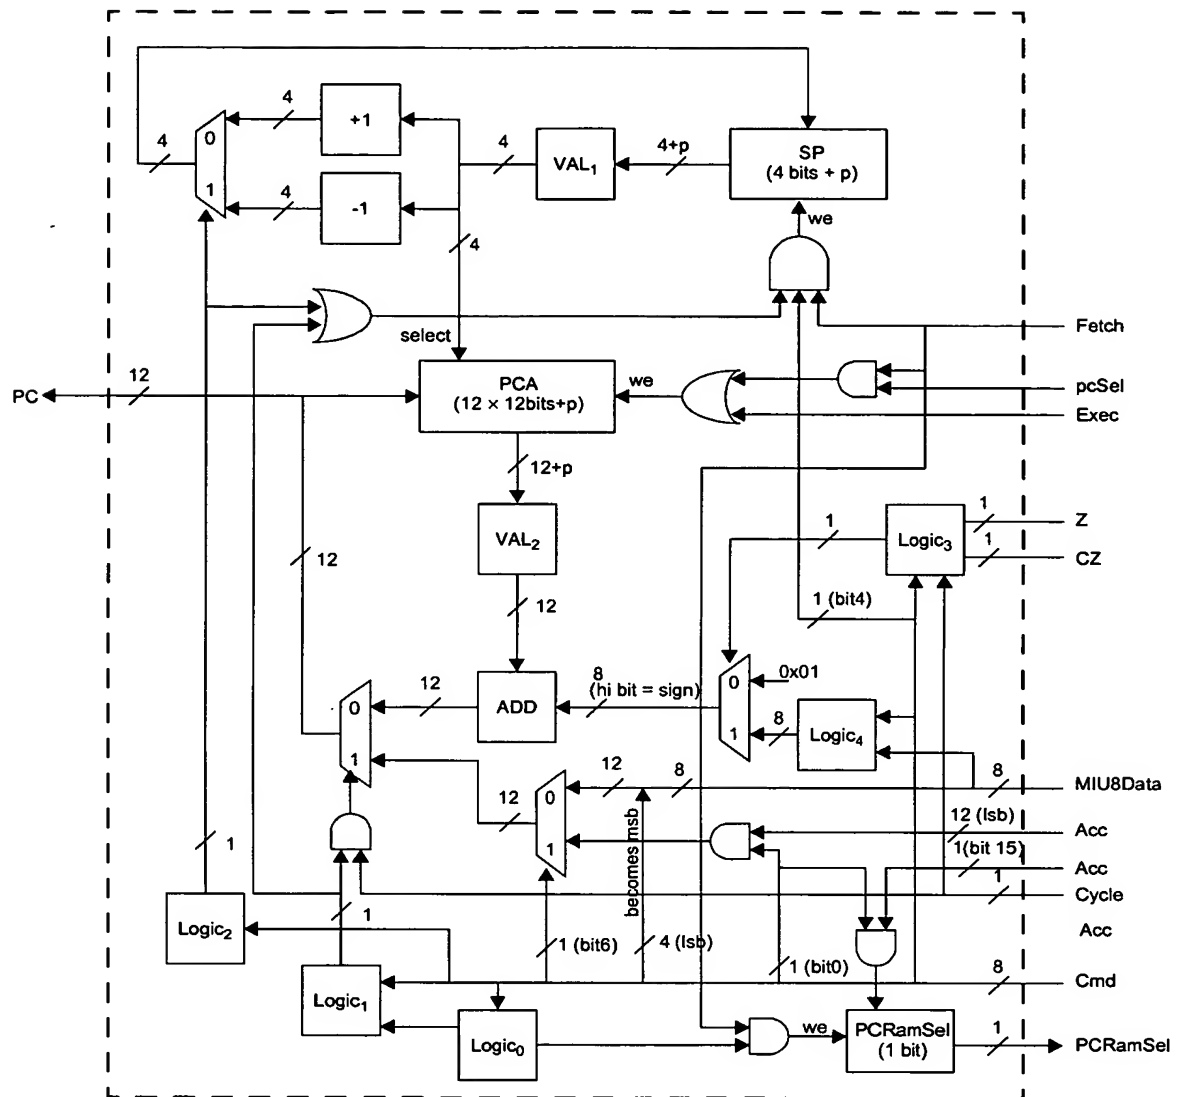 4
+1
4
0
1
4
-1
4
VAL₁
4+p
SP
(4 bits + p)
we
4
select
Fetch
pcSel
Exec
PC
12
PCA
(12 × 12bits+p)
we
12+p
VAL₂
12
12
Logic₃
1
1
1
Z
CZ
1 (bit4)
0
1
0x01
8
(hi bit = sign)
ADD
12
0
1
8
Logic₄
8
MIU8Data
12
8
0
1
12
12 (lsb)
Acc
1(bit 15)
Acc
1
Cycle
Acc
becomes msb
1
Logic₂
1
1 (bit6)
4 (lsb)
1 (bit0)
8
Cmd
Logic₁
Logic₀
we
PCRamSel
(1 bit)
1
PCRamSel